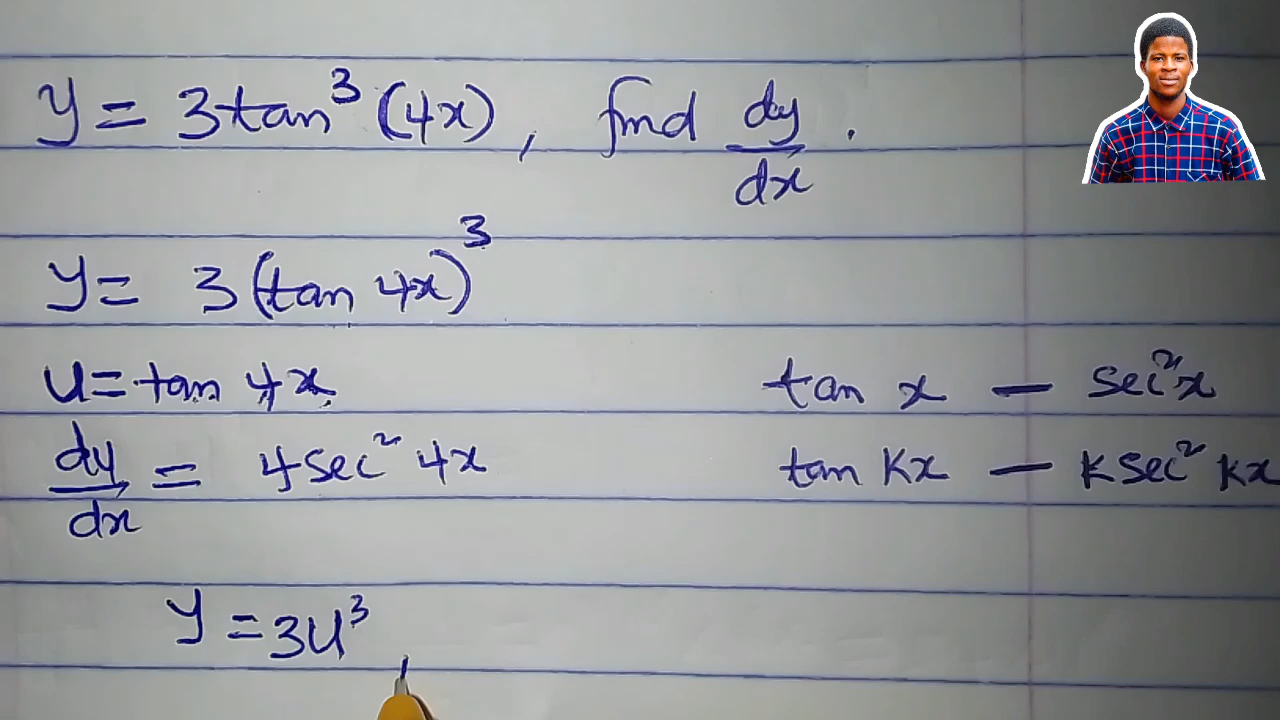 y = 3tan³ (4x), find dy/dx.
y = 3(tan 4x)³
u = tan 4x
tan x — sec²x
dy/dx = 4sec² 4x
tan kx — ksec² kx
y = 3u³